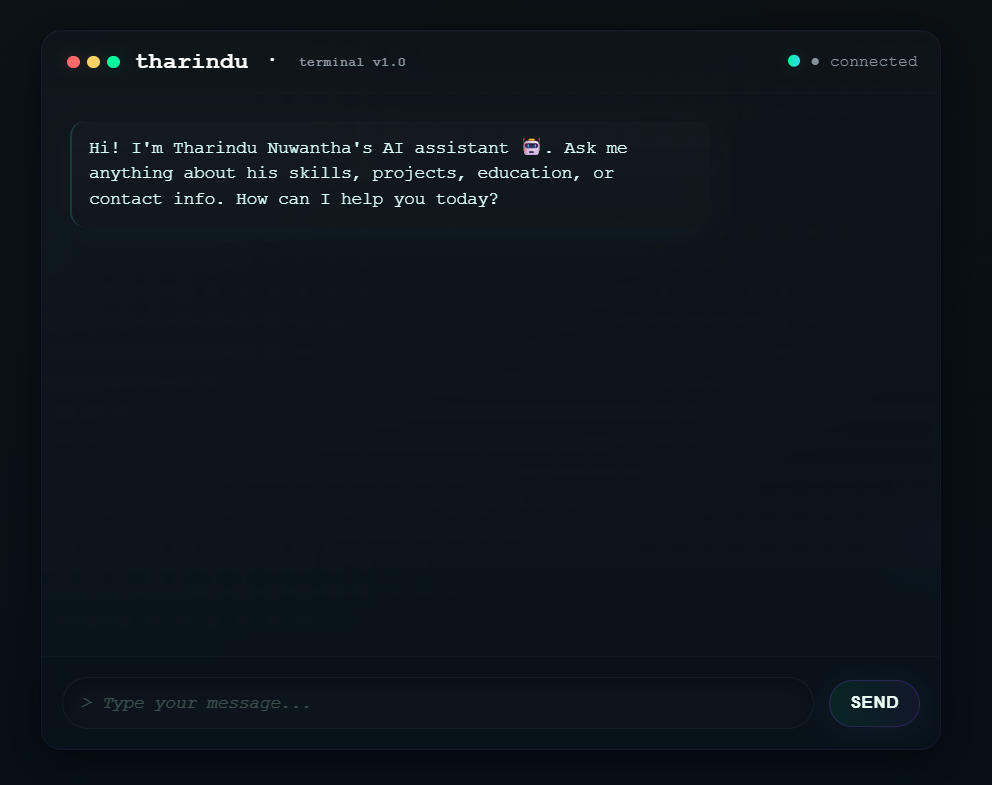 tharindu · terminal v1.0
● connected
Hi! I'm Tharindu Nuwantha's AI assistant 🤖. Ask me
anything about his skills, projects, education, or
contact info. How can I help you today?
> Type your message...
SEND